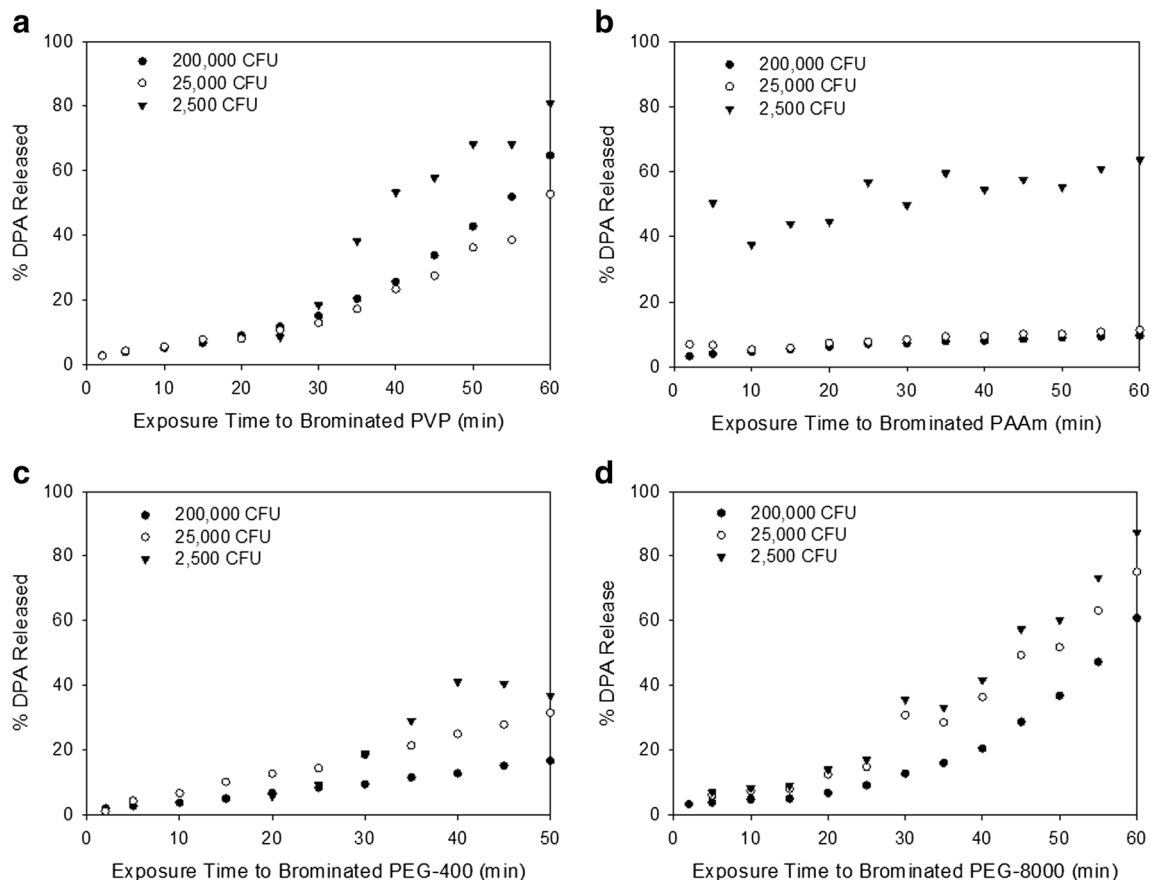 a
100
80
60
40
20
0
% DPA Released
200,000 CFU
25,000 CFU
2,500 CFU
0 10 20 30 40 50 60
Exposure Time to Brominated PVP (min)
b
100
80
60
40
20
0
% DPA Released
200,000 CFU
25,000 CFU
2,500 CFU
0 10 20 30 40 50 60
Exposure Time to Brominated PAAm (min)
c
100
80
60
40
20
0
% DPA Released
200,000 CFU
25,000 CFU
2,500 CFU
0 10 20 30 40 50
Exposure Time to Brominated PEG-400 (min)
d
100
80
60
40
20
0
% DPA Release
200,000 CFU
25,000 CFU
2,500 CFU
0 10 20 30 40 50 60
Exposure Time to Brominated PEG-8000 (min)